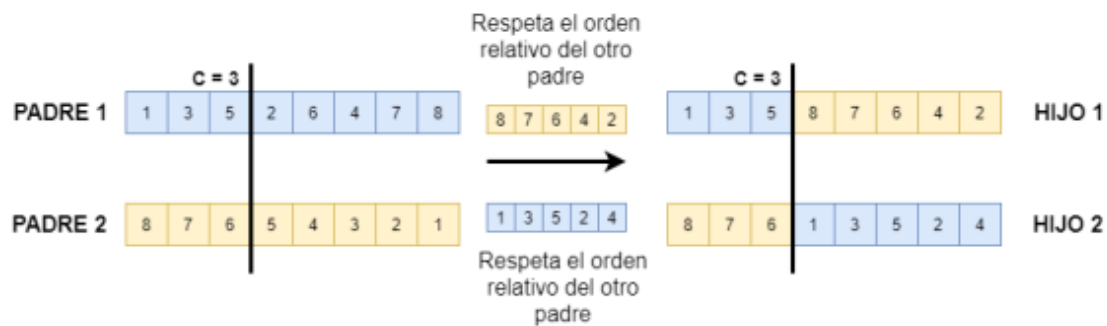 Respeta el orden
relativo del otro
padre
C = 3
C = 3
PADRE 1
1 3 5 2 6 4 7 8
8 7 6 4 2
1 3 5 8 7 6 4 2
HIJO 1
PADRE 2
8 7 6 5 4 3 2 1
1 3 5 2 4
8 7 6 1 3 5 2 4
HIJO 2
Respeta el orden
relativo del otro
padre